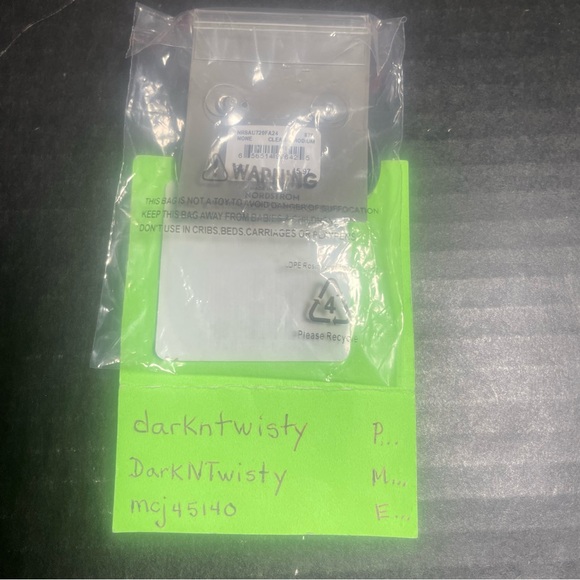 WARNING
THIS BAG IS NOT A TOY. TO AVOID DANGER OF SUFFOCATION
KEEP THIS BAG AWAY FROM BABIES & CHILDREN
DON'T USE IN CRIBS, BEDS, CARRIAGES OR
4
Please Recycle
darkntwisty P...
DarkNTwisty M...
mcj45140 E...